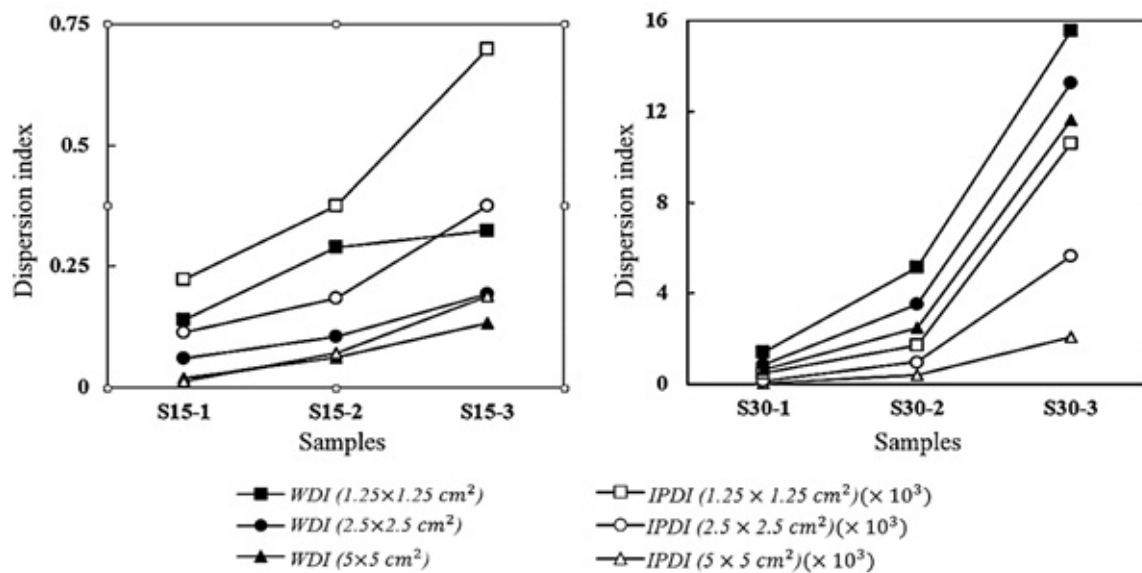 0.75
0.5
0.25
0
Dispersion index
S15-1 S15-2 S15-3
Samples
16
12
8
4
0
Dispersion index
S30-1 S30-2 S30-3
Samples
WDI (1.25×1.25 cm²)
WDI (2.5×2.5 cm²)
WDI (5×5 cm²)
IPDI (1.25 × 1.25 cm²)(× 10³)
IPDI (2.5 × 2.5 cm²)(× 10³)
IPDI (5 × 5 cm²)(× 10³)